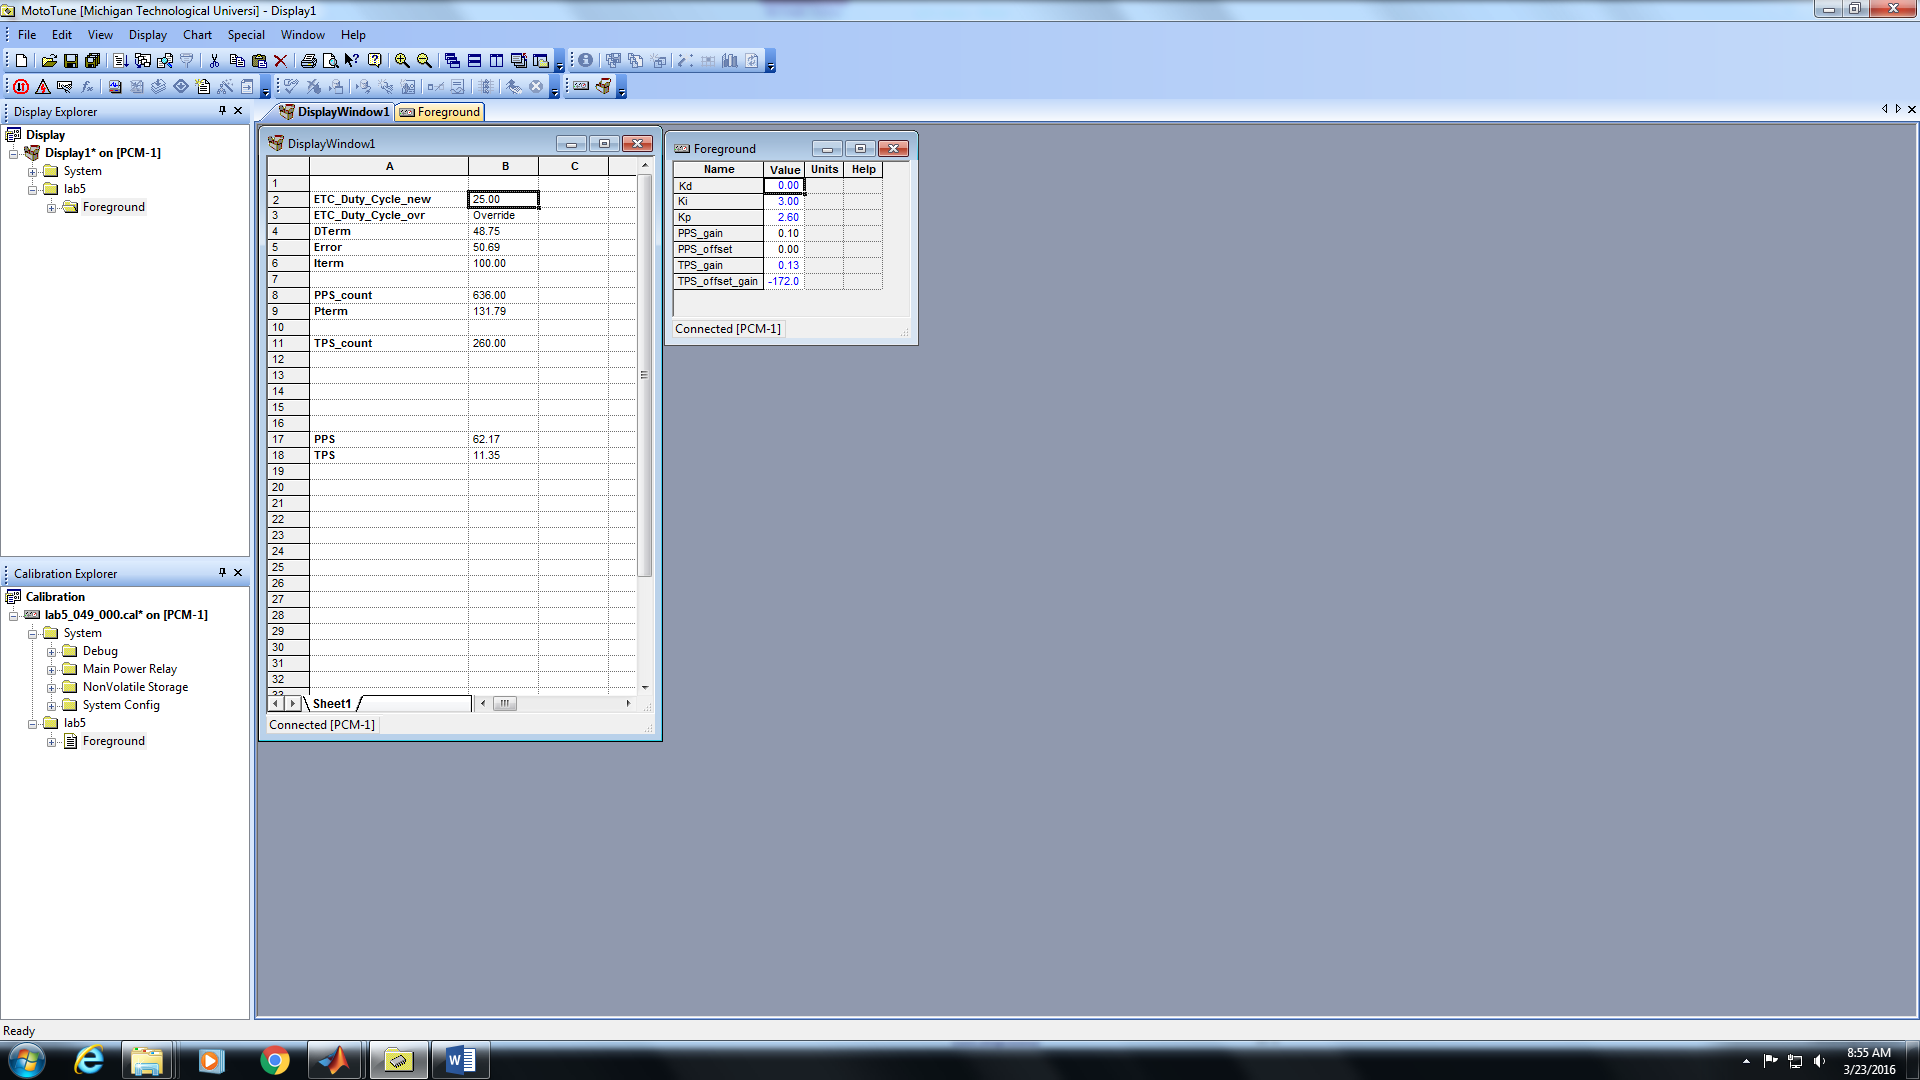 MotoTune [Michigan Technological Universi] - Display1
File Edit View Display Chart Special Window Help
Display Explorer
Display
Display1* on [PCM-1]
System
lab5
Foreground
Calibration Explorer
Calibration
lab5_049_000.cal* on [PCM-1]
System
Debug
Main Power Relay
NonVolatile Storage
System Config
lab5
Foreground
DisplayWindow1 Foreground
DisplayWindow1
A B C
1
2 ETC_Duty_Cycle_new 25.00
3 ETC_Duty_Cycle_ovr Override
4 DTerm 48.75
5 Error 50.69
6 Iterm 100.00
7
8 PPS_count 636.00
9 Pterm 131.79
10
11 TPS_count 260.00
12
13
14
15
16
17 PPS 62.17
18 TPS 11.35
19
20
21
22
23
24
25
26
27
28
29
30
31
32
33
Sheet1
Connected [PCM-1]
Foreground
Name Value Units Help
Kd 0.00
Ki 3.00
Kp 2.60
PPS_gain 0.10
PPS_offset 0.00
TPS_gain 0.13
TPS_offset_gain -172.0
Connected [PCM-1]
Ready
8:55 AM
3/23/2016